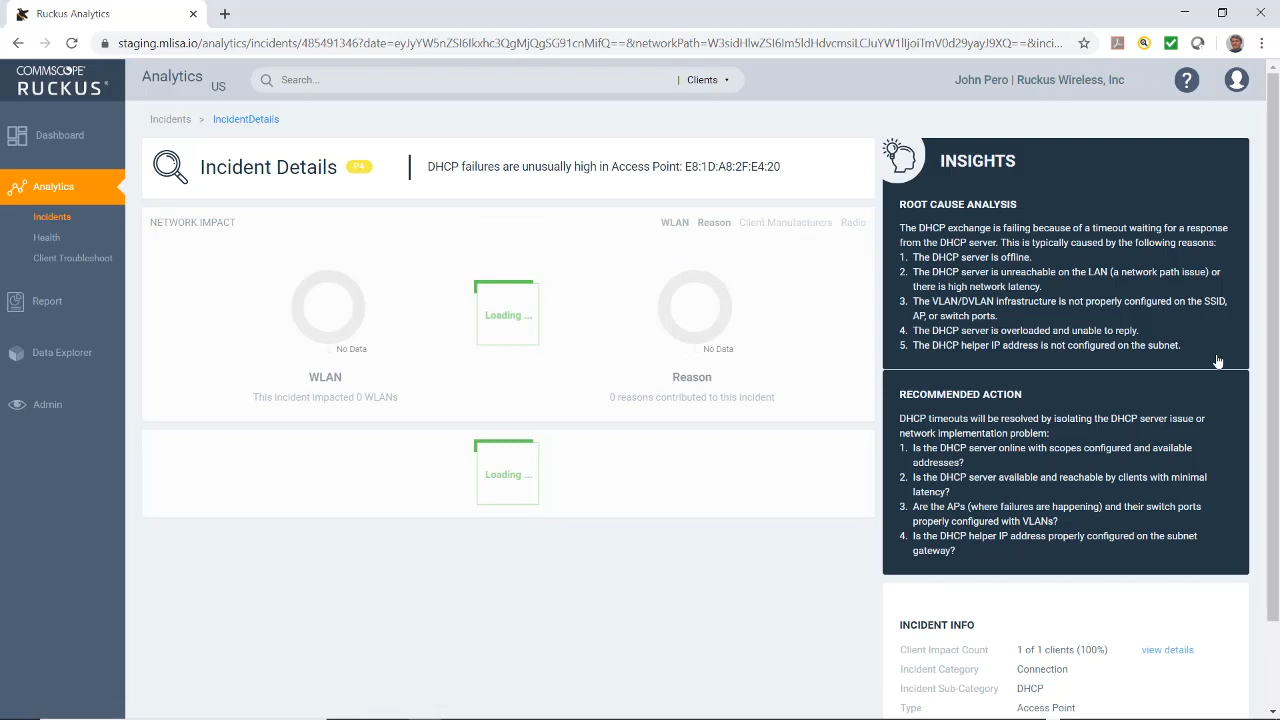 Ruckus Analytics
staging.mlisa.io/analytics/incidents/485491346?date=eyJyYW5nZSI6Ikxhc3QgMjQgSG91cnMifQ==&networkPath=W3sidHlwZSI6Im5ldHdvcmsiLCJuYW1lIjoiTmV0d29yayJ9XQ==&inci...
COMMSCOPE
RUCKUS
Analytics
US
Search...
Clients
John Pero | Ruckus Wireless, Inc
?
Dashboard
Analytics
Incidents
Health
Client Troubleshoot
Report
Data Explorer
Admin
Incidents > IncidentDetails
Incident Details P4
DHCP failures are unusually high in Access Point: E8:1D:A8:2F:E4:20
NETWORK IMPACT
WLAN Reason Client Manufacturers Radio
No Data
WLAN
This incident impacted 0 WLANs
Loading ...
No Data
Reason
0 reasons contributed to this incident
Loading ...
INSIGHTS
ROOT CAUSE ANALYSIS
The DHCP exchange is failing because of a timeout waiting for a response
from the DHCP server. This is typically caused by the following reasons:
1. The DHCP server is offline.
2. The DHCP server is unreachable on the LAN (a network path issue) or
there is high network latency.
3. The VLAN/DVLAN infrastructure is not properly configured on the SSID,
AP, or switch ports.
4. The DHCP server is overloaded and unable to reply.
5. The DHCP helper IP address is not configured on the subnet.
RECOMMENDED ACTION
DHCP timeouts will be resolved by isolating the DHCP server issue or
network implementation problem:
1. Is the DHCP server online with scopes configured and available
addresses?
2. Is the DHCP server available and reachable by clients with minimal
latency?
3. Are the APs (where failures are happening) and their switch ports
properly configured with VLANs?
4. Is the DHCP helper IP address properly configured on the subnet
gateway?
INCIDENT INFO
Client Impact Count 1 of 1 clients (100%) view details
Incident Category Connection
Incident Sub-Category DHCP
Type Access Point